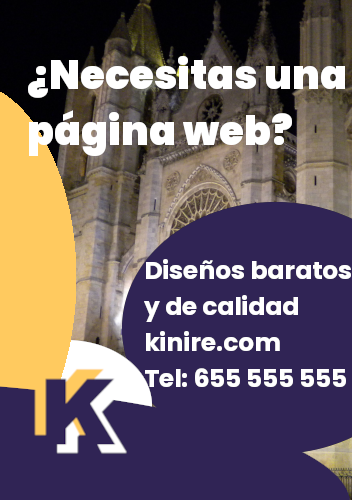 ¿Necesitas una
página web?
Diseños baratos
y de calidad
kinire.com
Tel: 655 555 555
K